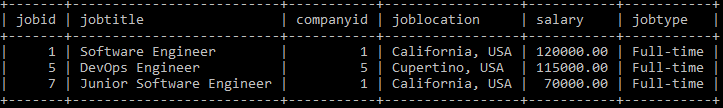 +-------+--------------------------+-----------+-----------------+-----------+-----------+
| jobid | jobtitle                 | companyid | joblocation     | salary    | jobtype   |
+-------+--------------------------+-----------+-----------------+-----------+-----------+
|     1 | Software Engineer        |         1 | California, USA | 120000.00 | Full-time |
|     5 | DevOps Engineer          |         5 | Cupertino, USA  | 115000.00 | Full-time |
|     7 | Junior Software Engineer |         1 | California, USA |  70000.00 | Full-time |
+-------+--------------------------+-----------+-----------------+-----------+-----------+